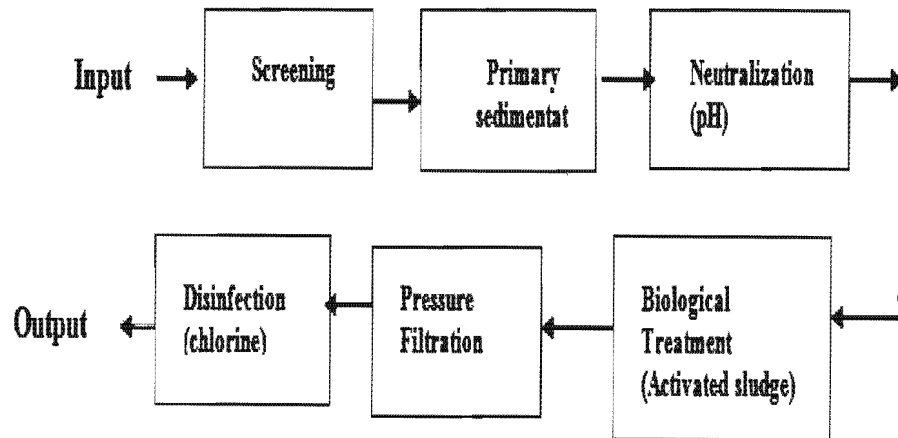 Input
Screening
Primary
sedimentat
Neutralization
(pH)
Output
Disinfection
(chlorine)
Pressure
Filtration
Biological
Treatment
(Activated sludge)